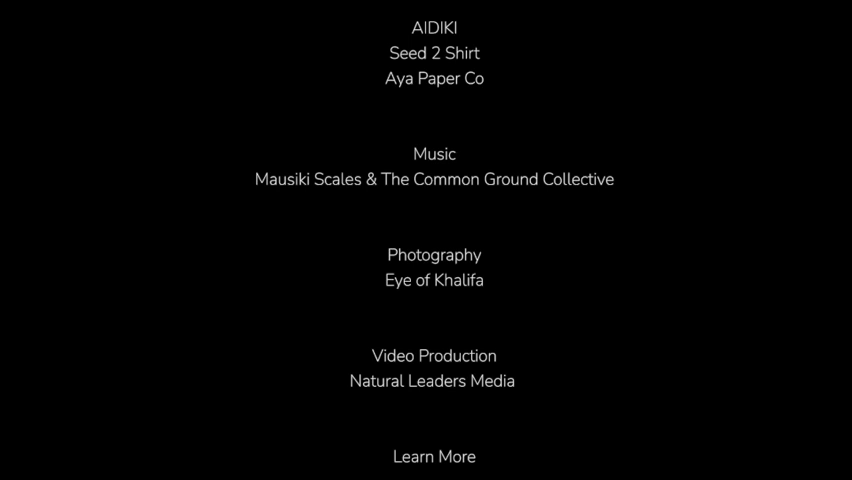 AIDIKI
Seed 2 Shirt
Aya Paper Co
Music
Mausiki Scales & The Common Ground Collective
Photography
Eye of Khalifa
Video Production
Natural Leaders Media
Learn More